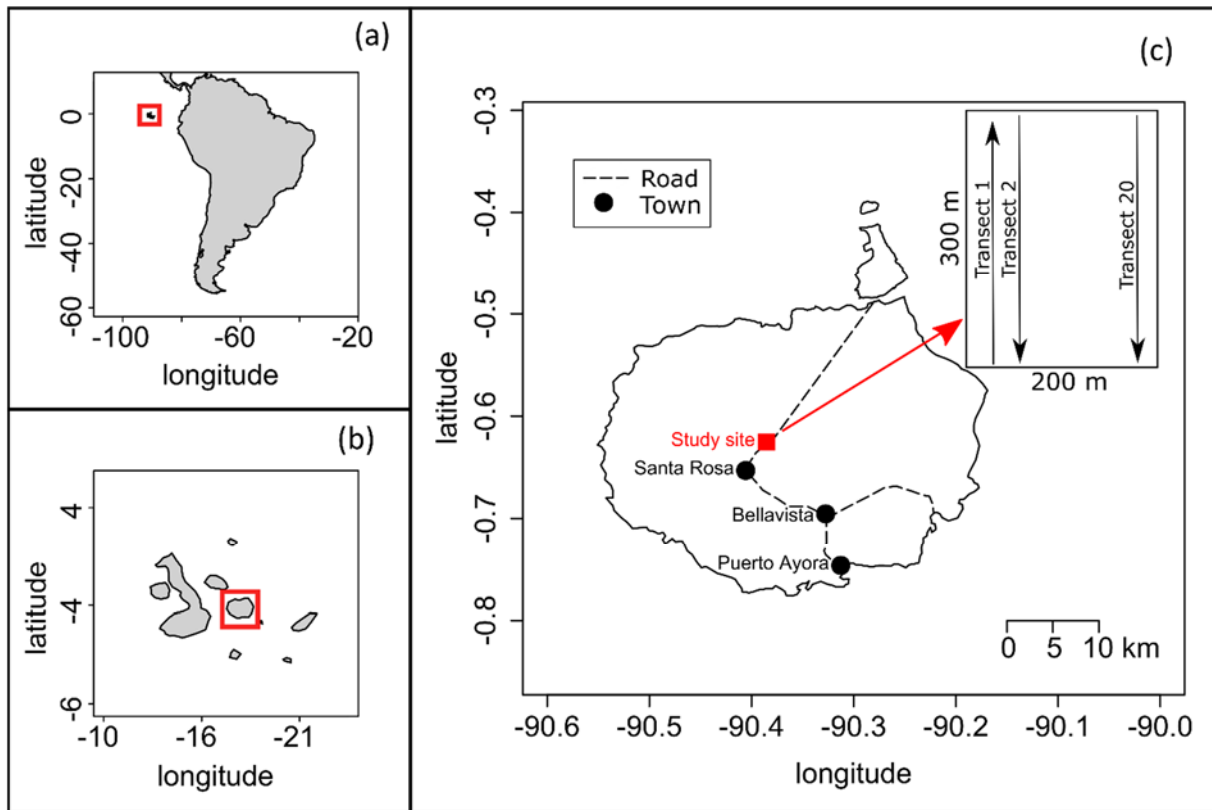 (a)
latitude
0
-20
-40
-60
-100
-60
-20
longitude
(b)
latitude
4
-4
-6
-10
-16
-21
longitude
(c)
latitude
-0.3
-0.4
-0.5
-0.6
-0.7
-0.8
Road
Town
300 m
Transect 1
Transect 2
Transect 20
200 m
Study site
Santa Rosa
Bellavista
Puerto Ayora
0 5 10 km
-90.6 -90.5 -90.4 -90.3 -90.2 -90.1 -90.0
longitude